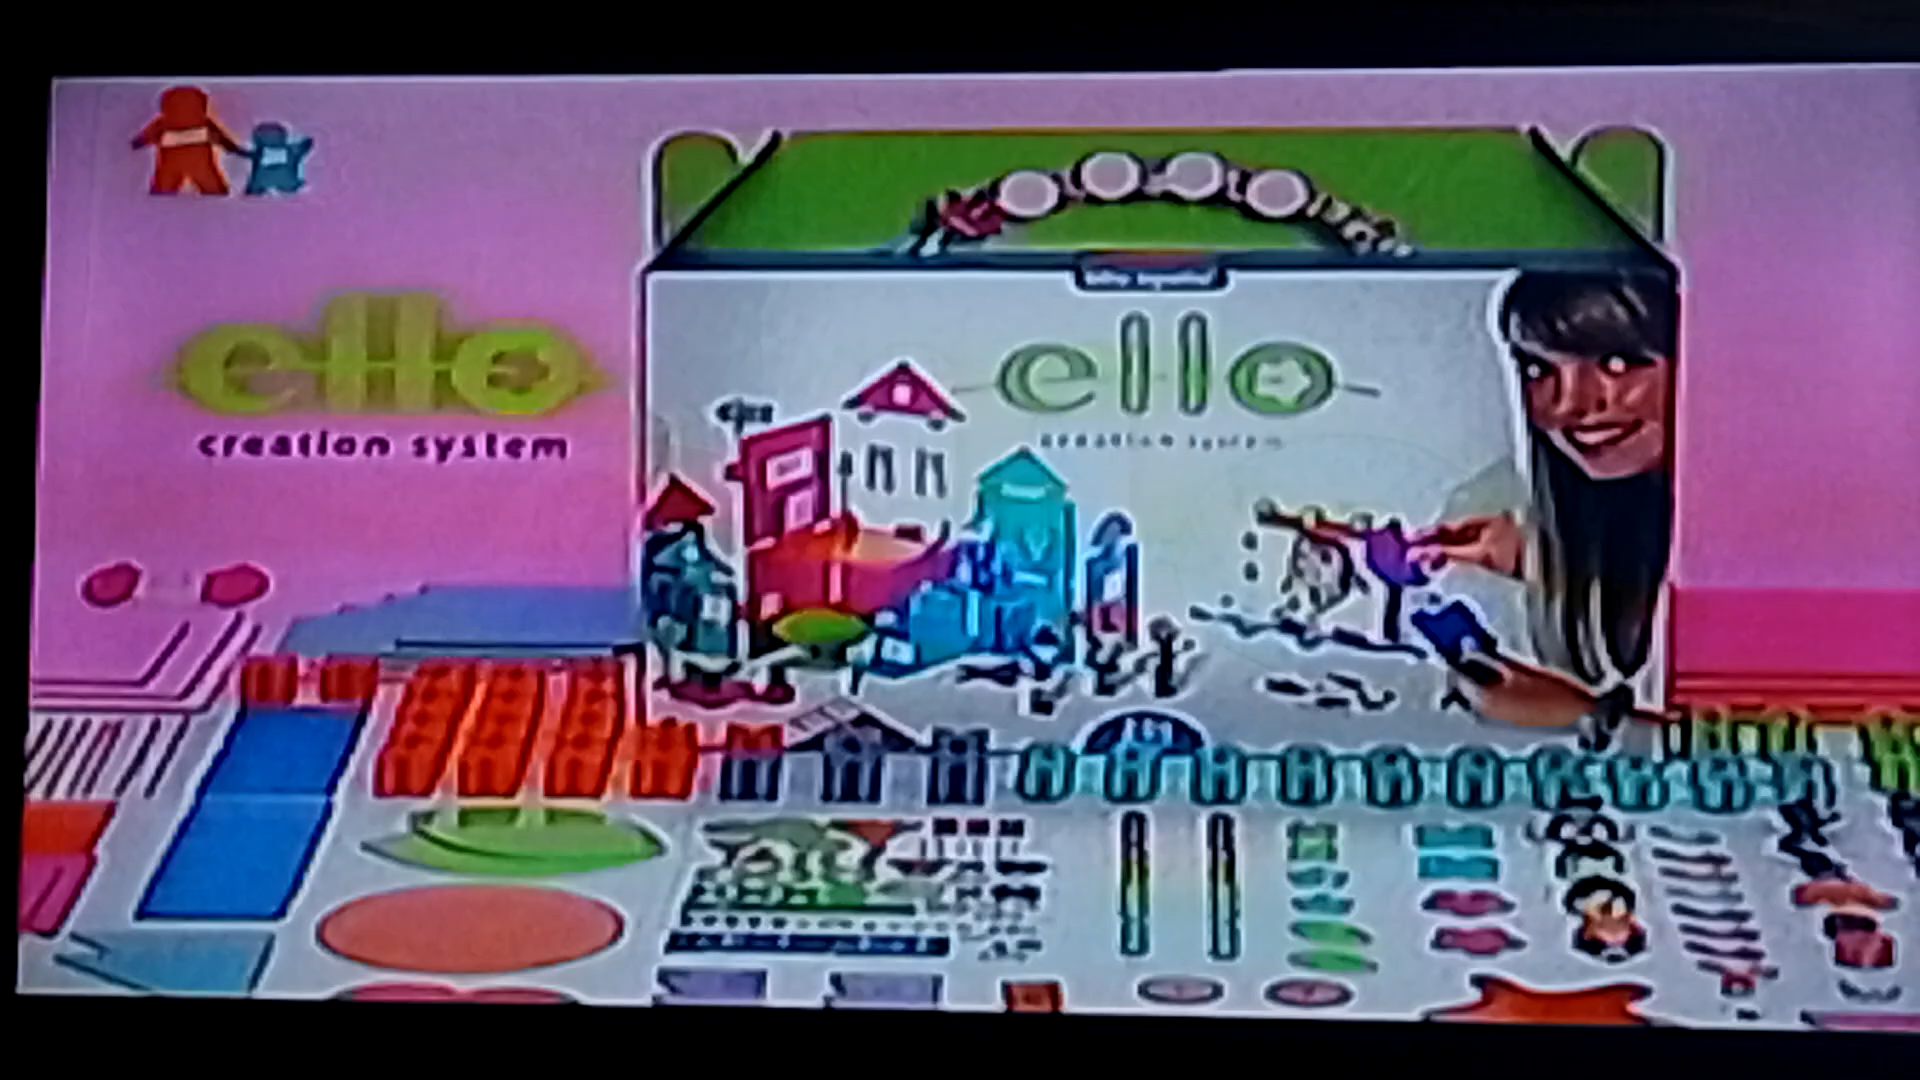 ello
creation system
ello
creation system